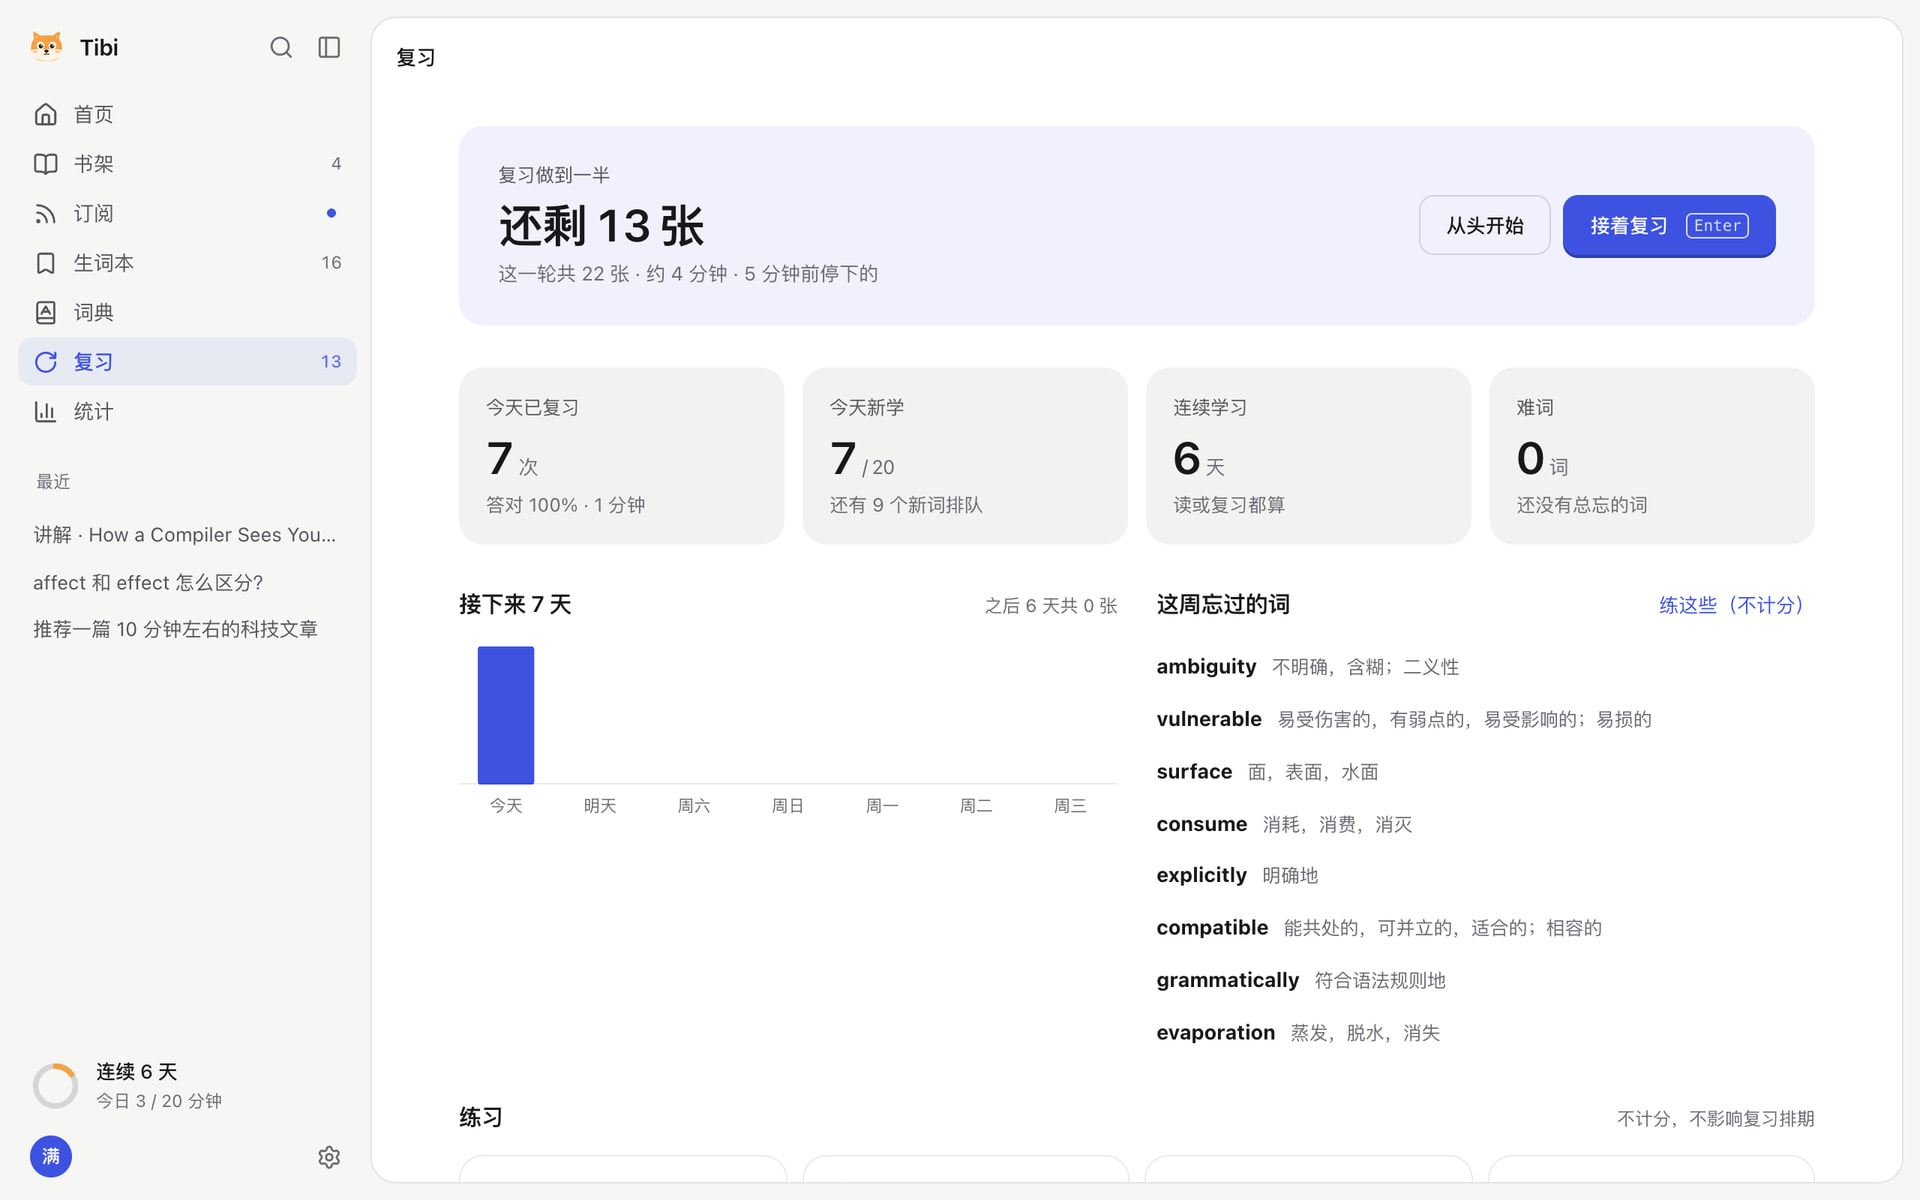 Tibi
首页
书架 4
订阅
生词本 16
词典
复习 13
统计
最近
讲解 · How a Compiler Sees You...
affect 和 effect 怎么区分?
推荐一篇 10 分钟左右的科技文章
连续 6 天
今日 3 / 20 分钟
满
复习
复习做到一半
还剩 13 张
这一轮共 22 张 · 约 4 分钟 · 5 分钟前停下的
从头开始
接着复习 Enter
今天已复习
7 次
答对 100% · 1 分钟
今天新学
7 / 20
还有 9 个新词排队
连续学习
6 天
读或复习都算
难词
0 词
还没有总忘的词
接下来 7 天
之后 6 天共 0 张
今天 明天 周六 周日 周一 周二 周三
这周忘过的词
练这些（不计分）
ambiguity 不明确，含糊；二义性
vulnerable 易受伤害的，有弱点的，易受影响的；易损的
surface 面，表面，水面
consume 消耗，消费，消灭
explicitly 明确地
compatible 能共处的，可并立的，适合的；相容的
grammatically 符合语法规则地
evaporation 蒸发，脱水，消失
练习
不计分，不影响复习排期